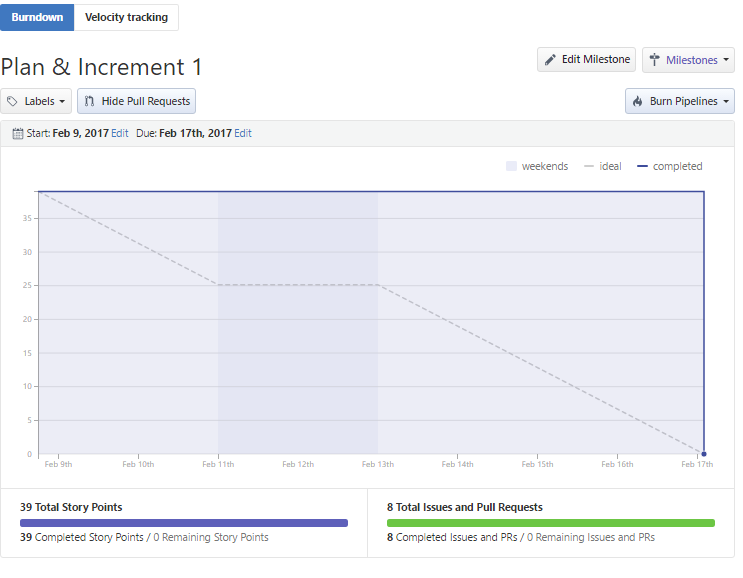 Burndown Velocity tracking
Plan & Increment 1
Edit Milestone Milestones
Labels Hide Pull Requests Burn Pipelines
Start: Feb 9, 2017 Edit Due: Feb 17th, 2017 Edit
weekends ideal completed
35
30
25
20
15
10
5
0
Feb 9th Feb 10th Feb 11th Feb 12th Feb 13th Feb 14th Feb 15th Feb 16th Feb 17th
39 Total Story Points
39 Completed Story Points / 0 Remaining Story Points
8 Total Issues and Pull Requests
8 Completed Issues and PRs / 0 Remaining Issues and PRs